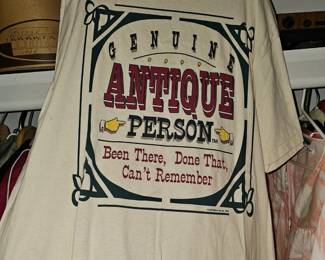 GENUINE
ANTIQUE
PERSON
Been There, Done That,
Can't Remember